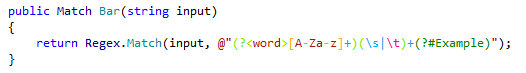 public Match Bar(string input)
{
    return Regex.Match(input, @"(?<word>[A-Za-z]+)(\s|\t)+(?#Example)");
}